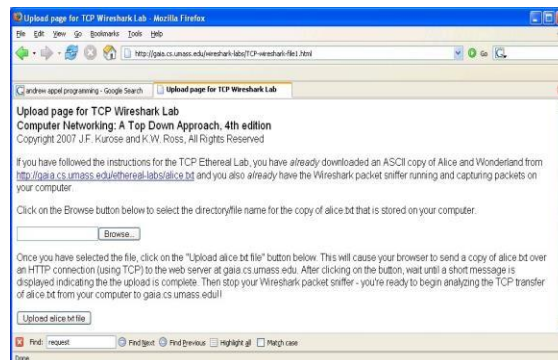 Upload page for TCP Wireshark Lab - Mozilla Firefox
File Edit View Go Bookmarks Tools Help
http://gaia.cs.umass.edu/wireshark-labs/TCP-wireshark-file1.html
Go
andrew appel programming - Google Search
Upload page for TCP Wireshark Lab
Upload page for TCP Wireshark Lab
Computer Networking: A Top Down Approach, 4th edition
Copyright 2007 J.F. Kurose and K.W. Ross, All Rights Reserved
If you have followed the instructions for the TCP Ethereal Lab, you have already downloaded an ASCII copy of Alice and Wonderland from
http://gaia.cs.umass.edu/ethereal-labs/alice.txt and you also already have the Wireshark packet sniffer running and capturing packets on
your computer.
Click on the Browse button below to select the directory/file name for the copy of alice.txt that is stored on your computer.
Browse...
Once you have selected the file, click on the "Upload alice.txt file" button below. This will cause your browser to send a copy of alice.txt over
an HTTP connection (using TCP) to the web server at gaia.cs.umass.edu. After clicking on the button, wait until a short message is
displayed indicating the the upload is complete. Then stop your Wireshark packet sniffer - you're ready to begin analyzing the TCP transfer
of alice.txt from your computer to gaia.cs.umass.edu!!
Upload alice.txt file
Find: request Find Next Find Previous Highlight all Match case
Done